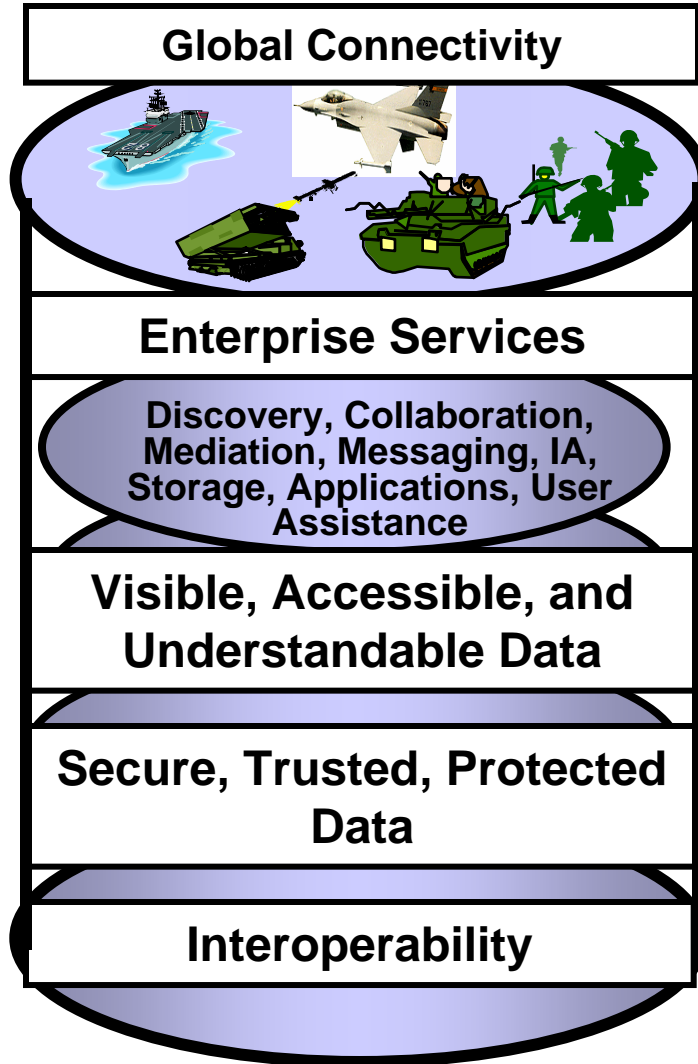 Global Connectivity
Enterprise Services
Discovery, Collaboration,
Mediation, Messaging, IA,
Storage, Applications, User
Assistance
Visible, Accessible, and
Understandable Data
Secure, Trusted, Protected
Data
Interoperability